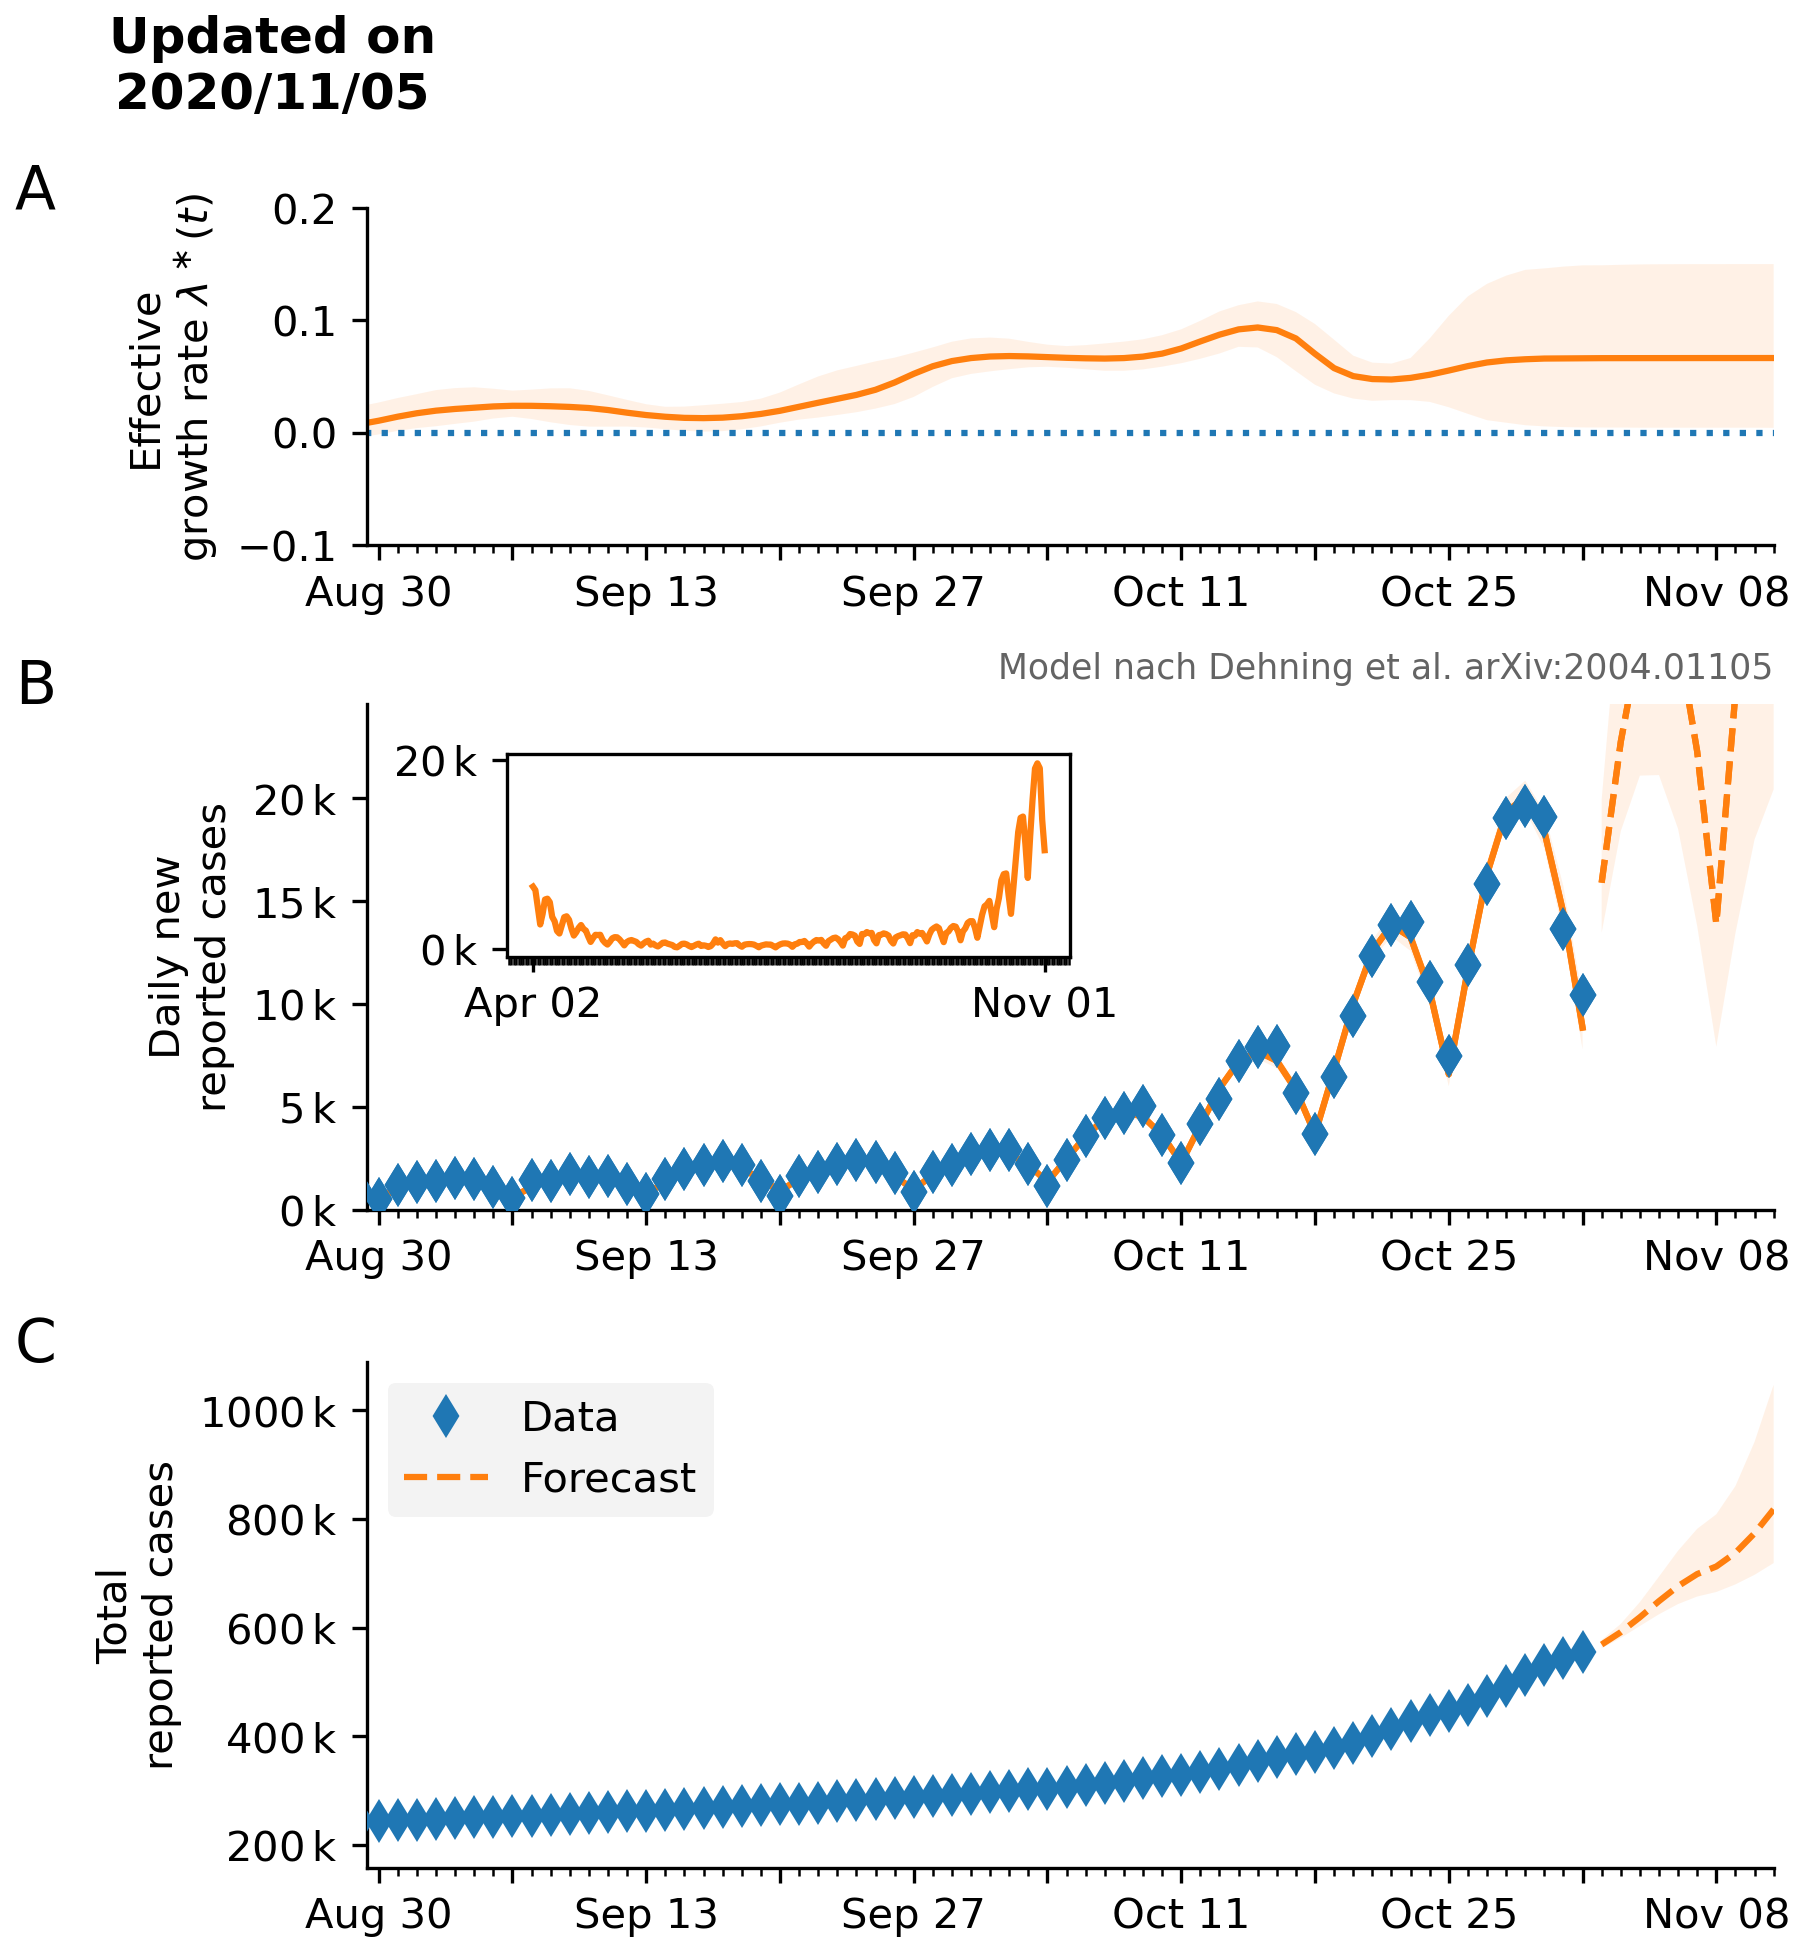 Updated on
2020/11/05
A
Effective
growth rate λ * (t)
0.2
0.1
0.0
−0.1
Aug 30 Sep 13 Sep 27 Oct 11 Oct 25 Nov 08
Model nach Dehning et al. arXiv:2004.01105
B
Daily new
reported cases
20 k
15 k
10 k
5 k
0 k
20 k
0 k
Apr 02 Nov 01
Aug 30 Sep 13 Sep 27 Oct 11 Oct 25 Nov 08
C
Total
reported cases
1000 k
800 k
600 k
400 k
200 k
Data
Forecast
Aug 30 Sep 13 Sep 27 Oct 11 Oct 25 Nov 08